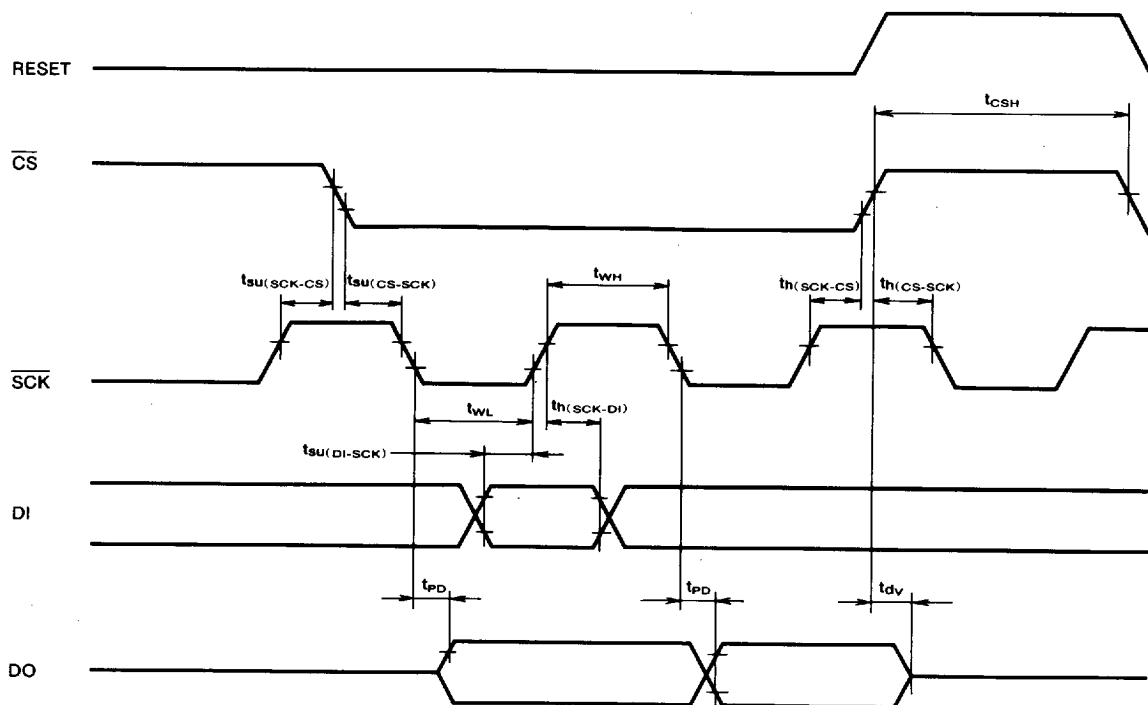 RESET
tCSH
CS
tsu(SCK-CS)
tsu(CS-SCK)
tWH
th(SCK-CS)
th(CS-SCK)
SCK
tWL
th(SCK-DI)
tsu(DI-SCK)
DI
tPD
tPD
tdv
DO